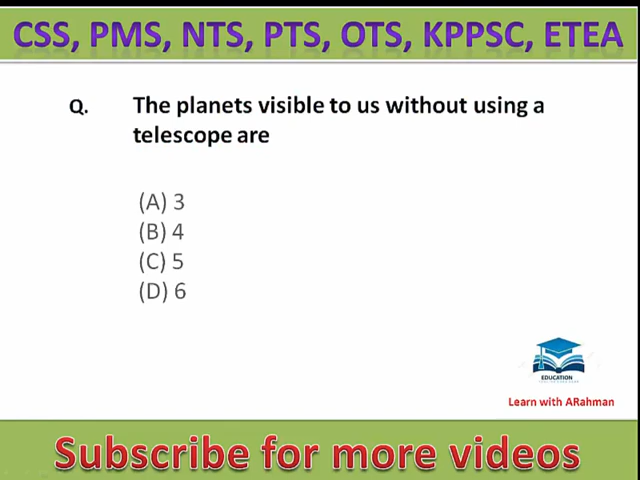 CSS, PMS, NTS, PTS, OTS, KPPSC, ETEA
Q. The planets visible to us without using a
telescope are
(A) 3
(B) 4
(C) 5
(D) 6
EDUCATION
Learn with ARahman
Subscribe for more videos